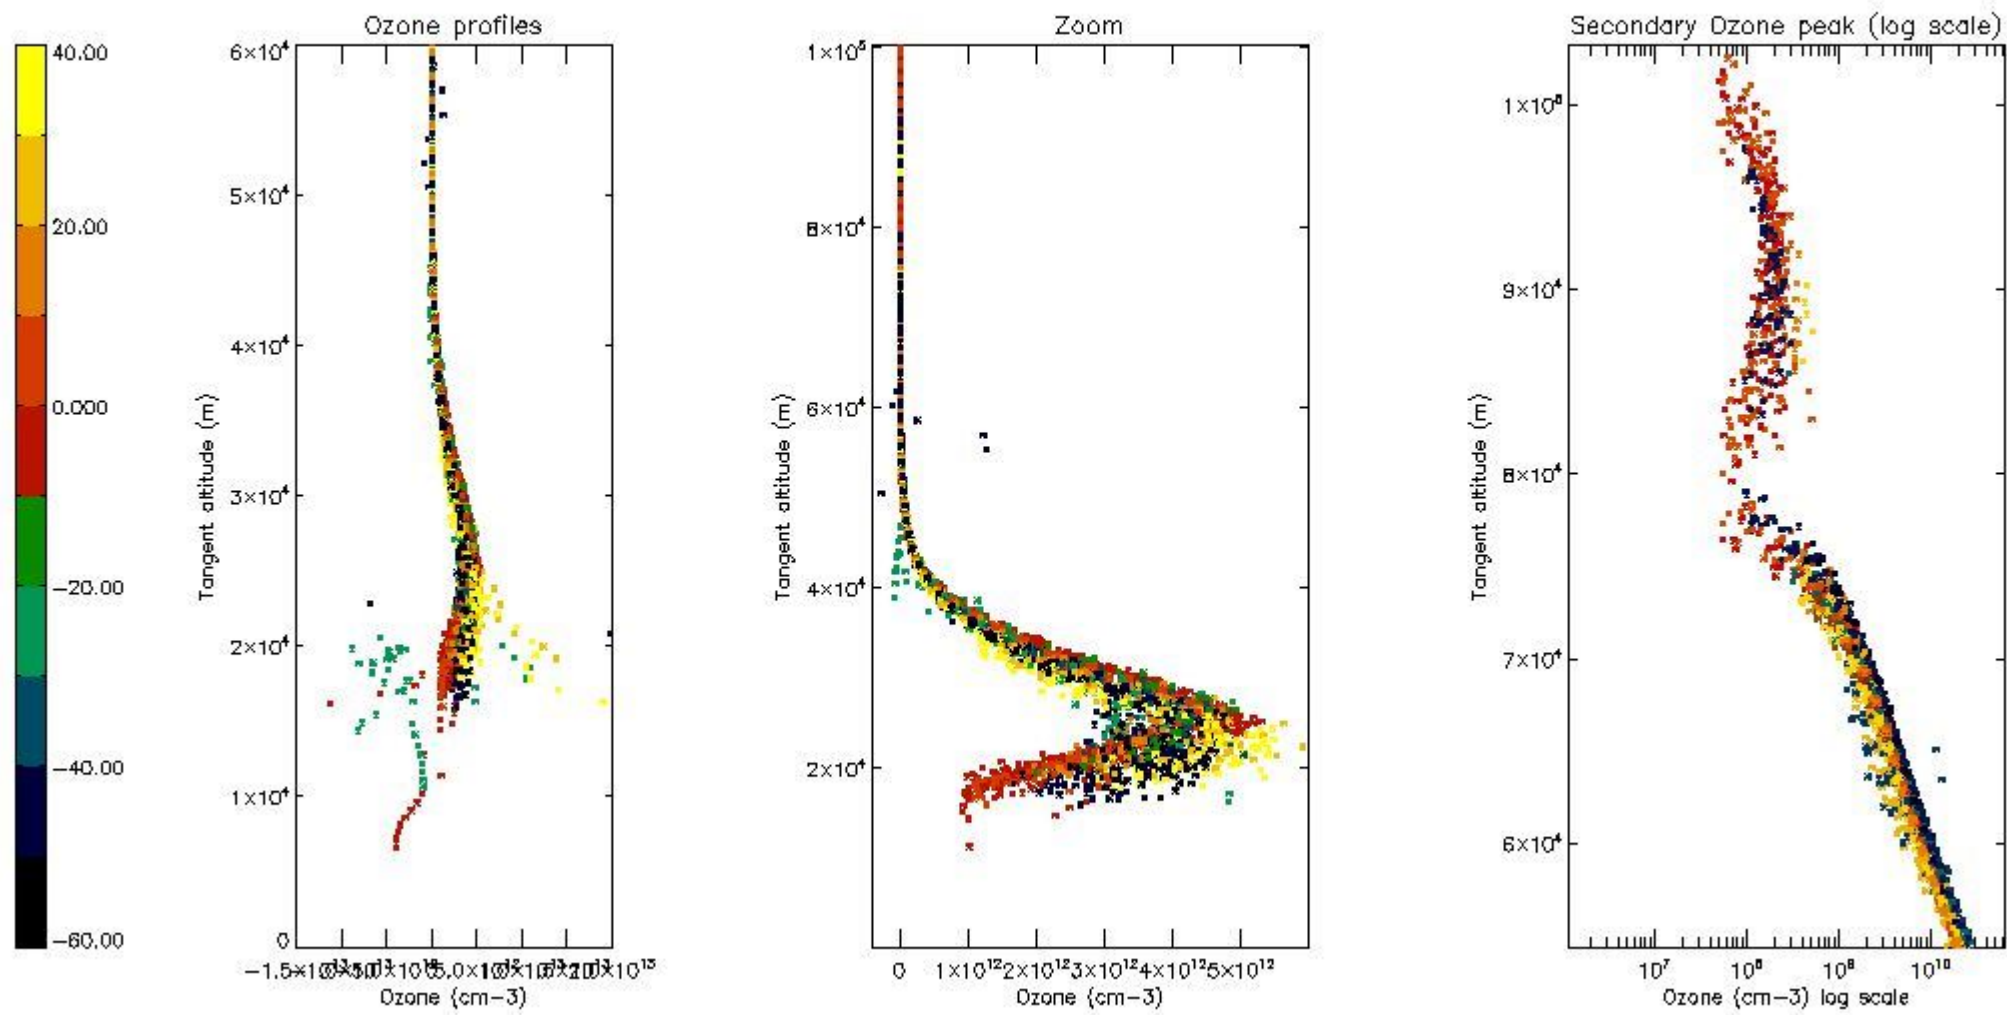 Ozone profiles
Zoom
Secondary Ozone peak (log scale)
40.00
20.00
0.000
−20.00
−40.00
−60.00
6×10⁴
5×10⁴
4×10⁴
3×10⁴
2×10⁴
1×10⁴
0
Tangent altitude (m)
Ozone (cm−3)
1×10⁵
8×10⁴
6×10⁴
4×10⁴
2×10⁴
Tangent altitude (m)
0 1×10¹² 2×10¹² 3×10¹² 4×10¹² 5×10¹²
Ozone (cm−3)
9×10⁴
8×10⁴
7×10⁴
6×10⁴
Tangent altitude (m)
10⁷ 10⁸ 10⁹ 10¹⁰
Ozone (cm−3) log scale